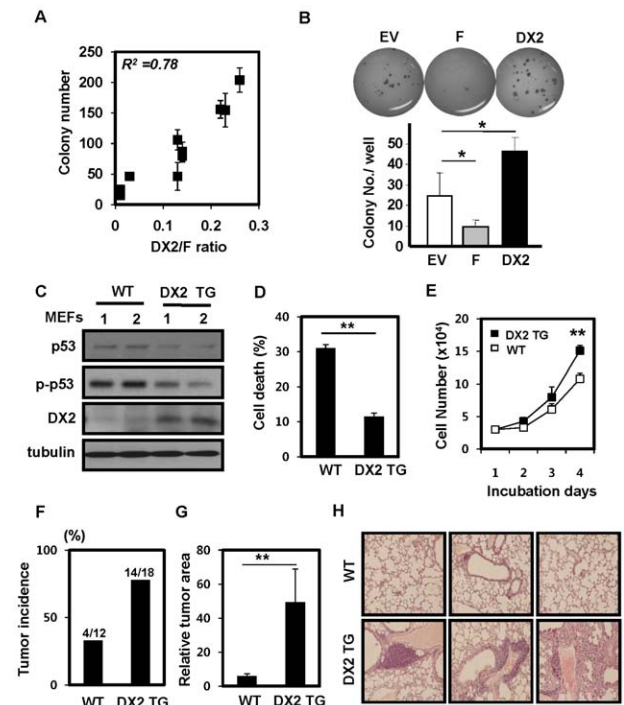 A
R² =0.78
Colony number
250
200
150
100
50
0
0 0.1 0.2 0.3
DX2/F ratio
B
EV F DX2
Colony No./ well
50
40
30
20
10
0
*
*
EV F DX2
C
WT DX2 TG
MEFs 1 2 1 2
p53
p-p53
DX2
tubulin
D
Cell death (%)
40
30
20
10
0
**
WT DX2 TG
E
Cell Number (x10⁴)
20
15
10
5
0
DX2 TG
WT
**
1 2 3 4
Incubation days
F
(%)
Tumor incidence
100
50
0
4/12
14/18
WT DX2 TG
G
Relative tumor area
80
60
40
20
0
**
WT DX2 TG
H
WT
DX2 TG